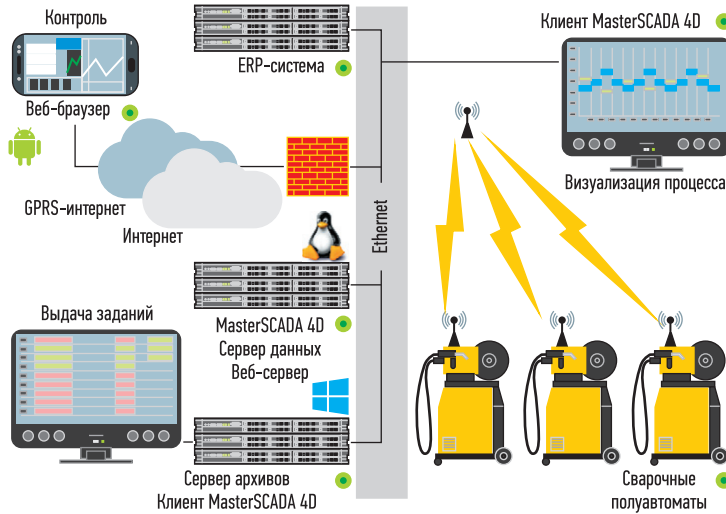 Контроль
Веб-браузер
GPRS-интернет
Интернет
ERP-система
Ethernet
Клиент MasterSCADA 4D
Визуализация процесса
Выдача заданий
MasterSCADA 4D
Сервер данных
Веб-сервер
Сервер архивов
Клиент MasterSCADA 4D
Сварочные
полуавтоматы